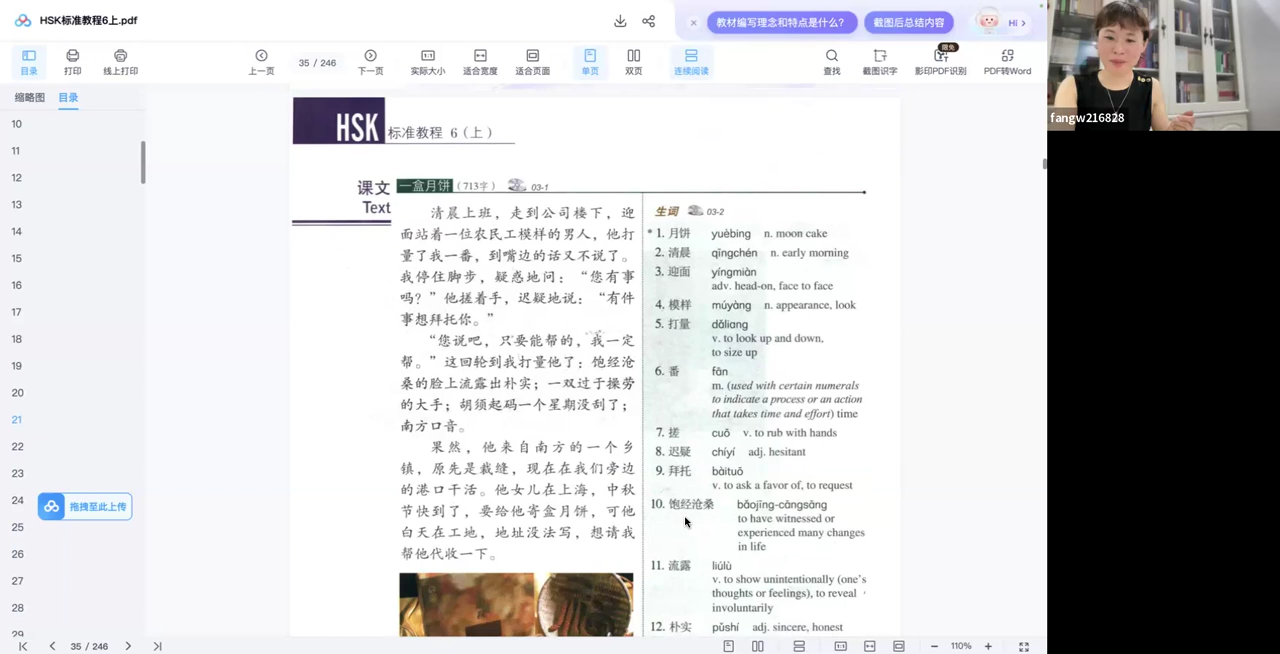 HSK标准教程6上.pdf
教材编写理念和特点是什么?
截图后总结内容
Hi >
目录
打印
线上打印
上一页
35 / 246
下一页
实际大小
适合宽度
适合页面
单页
双页
连续阅读
查找
截图识字
限免
影印PDF识别
PDF转Word
缩略图
目录
10
11
12
13
14
15
16
17
18
19
20
21
22
23
24
25
26
27
28
29
拖拽至此上传
HSK 标准教程 6(上)
课文
Text
一盒月饼(713字) 03-1
清晨上班,走到公司楼下,迎
面站着一位农民工模样的男人,他打
量了我一番,到嘴边的话又不说了。
我停住脚步,疑惑地问:“您有事
吗?”他搓着手,迟疑地说:“有件
事想拜托你。”
“您说吧,只要能帮的,我一定
帮。”这回轮到我打量他了:饱经沧
桑的脸上流露出朴实;一双过于操劳
的大手;胡须起码一个星期没刮了;
南方口音。
果然,他来自南方的一个乡
镇,原先是裁缝,现在在我们旁边
的港口干活。他女儿在上海,中秋
节快到了,要给他寄盒月饼,可他
白天在工地,地址没法写,想请我
帮他代收一下。
生词 03-2
* 1. 月饼 yuèbing n. moon cake
2. 清晨 qīngchén n. early morning
3. 迎面 yíngmiàn
adv. head-on, face to face
4. 模样 múyàng n. appearance, look
5. 打量 dǎliang
v. to look up and down,
to size up
6. 番 fān
m. (used with certain numerals
to indicate a process or an action
that takes time and effort) time
7. 搓 cuō v. to rub with hands
8. 迟疑 chíyí adj. hesitant
9. 拜托 bàituō
v. to ask a favor of, to request
10. 饱经沧桑 bǎojīng-cāngsāng
to have witnessed or
experienced many changes
in life
11. 流露 liúlù
v. to show unintentionally (one's
thoughts or feelings), to reveal
involuntarily
12. 朴实 pǔshí adj. sincere, honest
35 / 246
110%
fangw216828